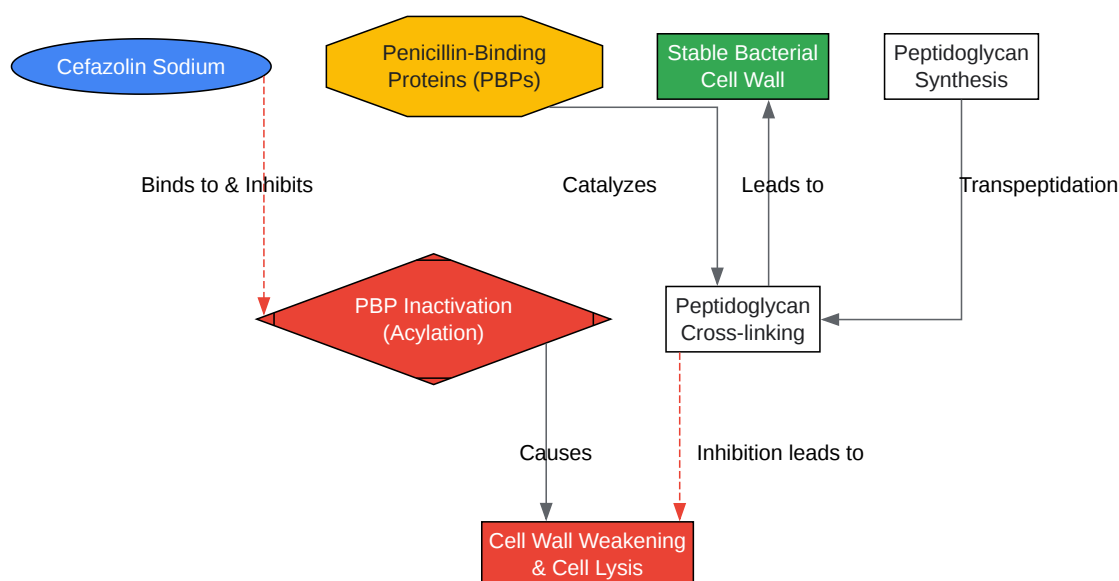 Cefazolin Sodium
Penicillin-Binding
Proteins (PBPs)
Stable Bacterial
Cell Wall
Peptidoglycan
Synthesis
Binds to & Inhibits
Catalyzes
Leads to
Transpeptidation
PBP Inactivation
(Acylation)
Peptidoglycan
Cross-linking
Causes
Inhibition leads to
Cell Wall Weakening
& Cell Lysis